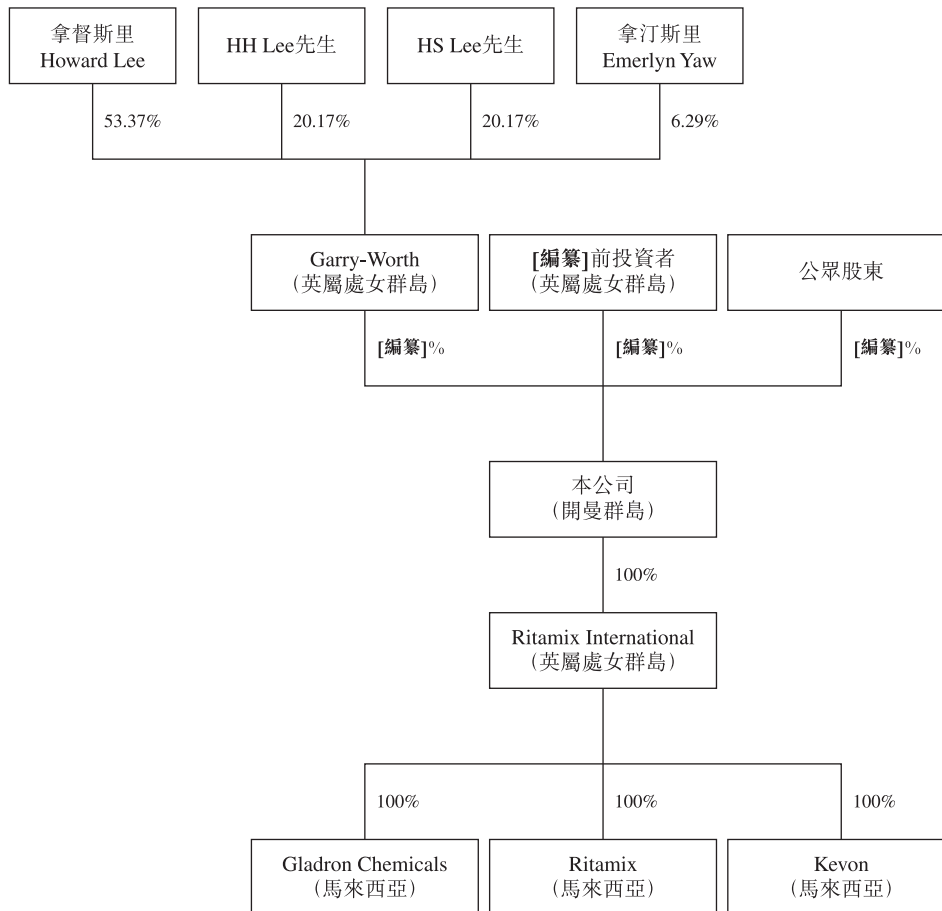 拿督斯里
Howard Lee
HH Lee先生
HS Lee先生
拿汀斯里
Emerlyn Yaw
53.37%
20.17%
20.17%
6.29%
Garry-Worth
（英屬處女群島）
[編纂]前投資者
（英屬處女群島）
公眾股東
[編纂]%
[編纂]%
[編纂]%
本公司
（開曼群島）
100%
Ritamix International
（英屬處女群島）
100%
100%
100%
Gladron Chemicals
（馬來西亞）
Ritamix
（馬來西亞）
Kevon
（馬來西亞）